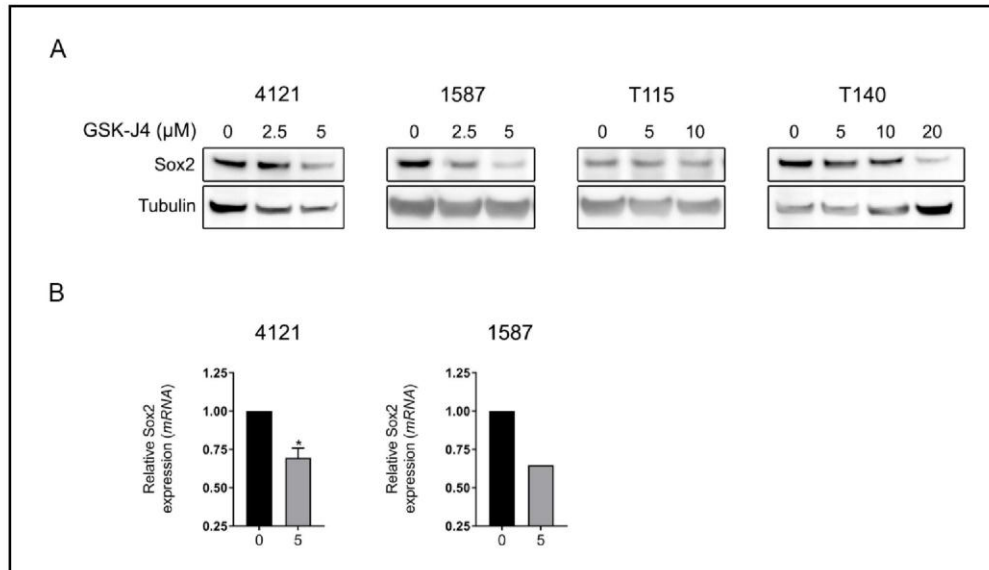 A
4121 1587 T115 T140
GSK-J4 (μM) 0 2.5 5 0 2.5 5 0 5 10 0 5 10 20
Sox2
Tubulin
B
4121
Relative Sox2
expression (mRNA)
1.25
1.00
0.75
0.50
0.25
*
0 5
1587
Relative Sox2
expression (mRNA)
1.25
1.00
0.75
0.50
0.25
0 5